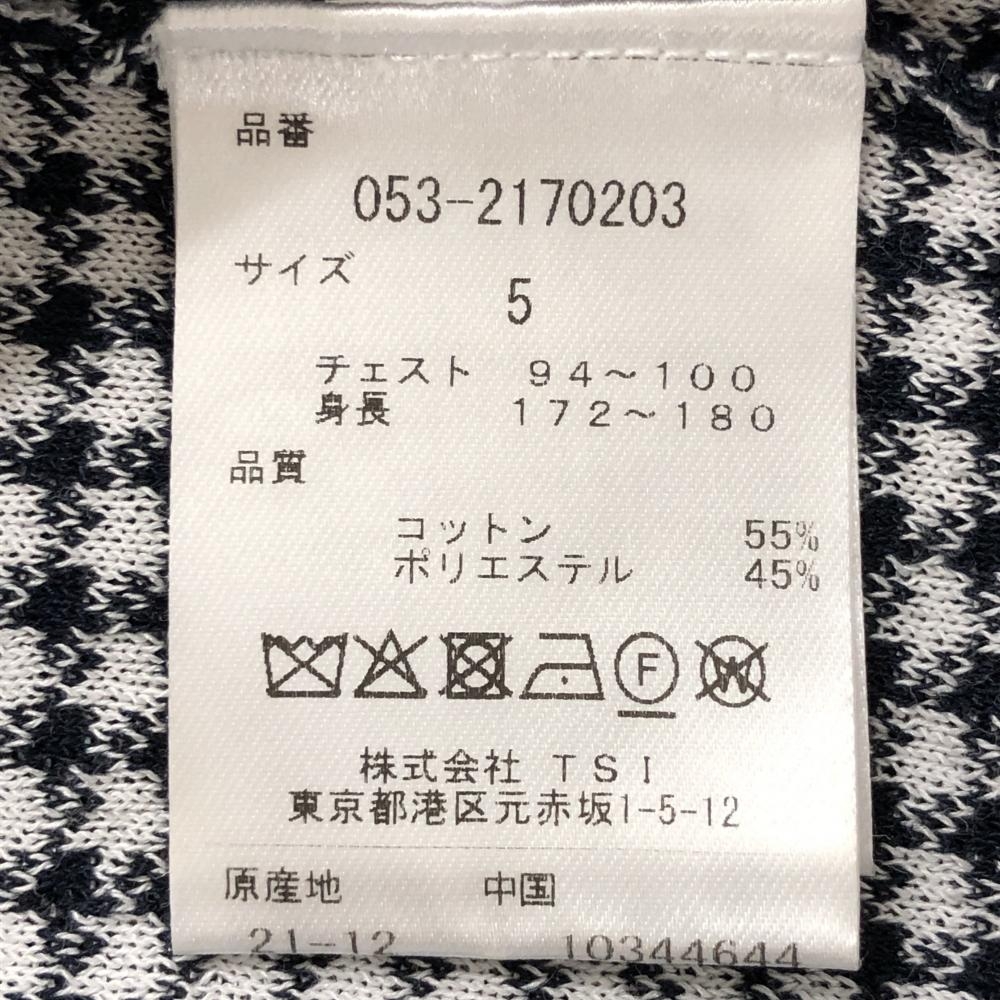 品番
053-2170203
サイズ
5
チェスト 94～100
身長 172～180
品質
コットン 55%
ポリエステル 45%
F W
株式会社 TSI
東京都港区元赤坂1-5-12
原産地 中国
21-12 10344644